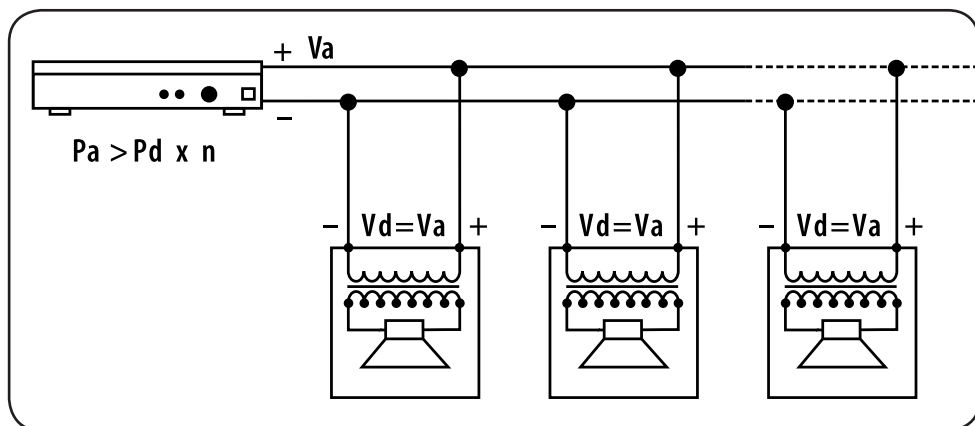 + Va
−
Pa > Pd x n
− Vd=Va +
− Vd=Va +
− Vd=Va +